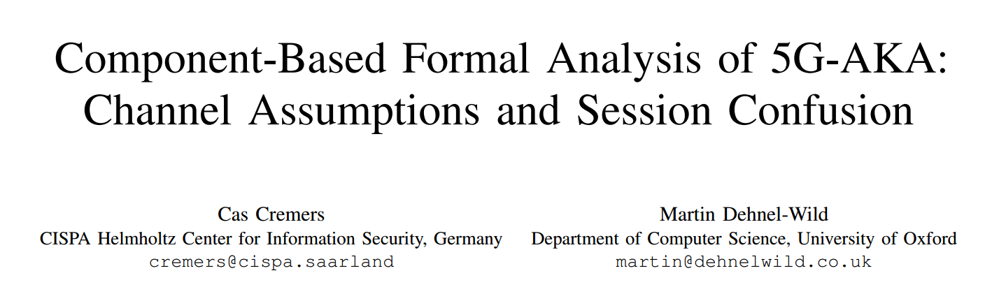 Component-Based Formal Analysis of 5G-AKA:
Channel Assumptions and Session Confusion
Cas Cremers
CISPA Helmholtz Center for Information Security, Germany
cremers@cispa.saarland
Martin Dehnel-Wild
Department of Computer Science, University of Oxford
martin@dehnelwild.co.uk